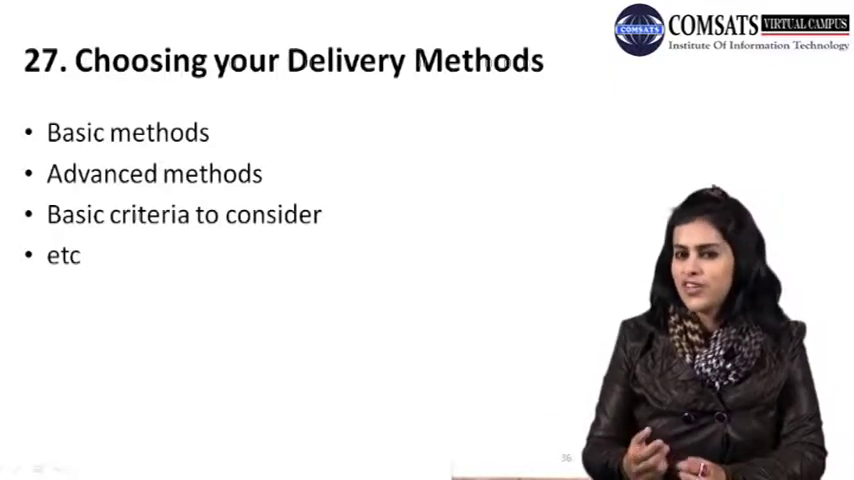 COMSATS VIRTUAL CAMPUS
Institute Of Information Technology
COMSATS
27. Choosing your Delivery Methods
• Basic methods
• Advanced methods
• Basic criteria to consider
• etc
36